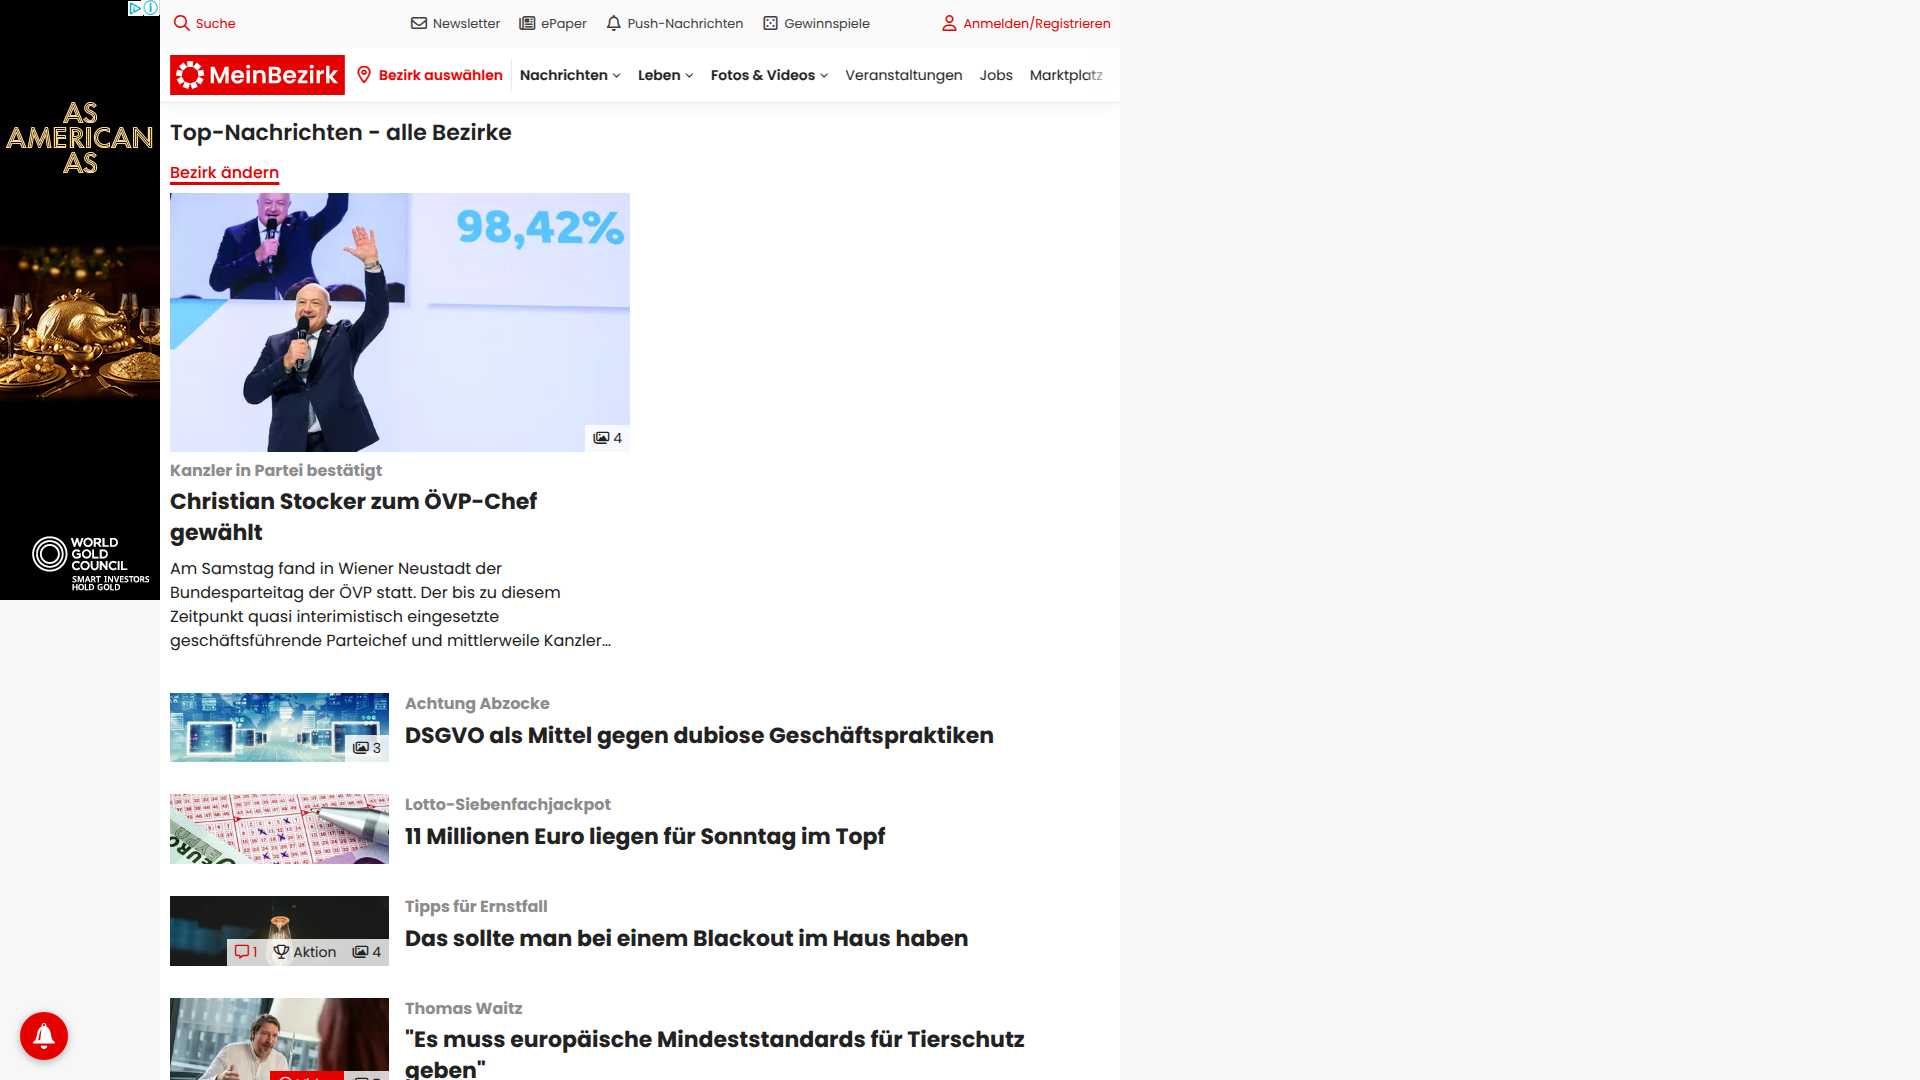 Suche
Newsletter
ePaper
Push-Nachrichten
Gewinnspiele
Anmelden/Registrieren
MeinBezirk
Bezirk auswählen
Nachrichten
Leben
Fotos & Videos
Veranstaltungen
Jobs
Marktplatz
AS
AMERICAN
AS
WORLD
GOLD
COUNCIL
SMART INVESTORS
HOLD GOLD
Top-Nachrichten - alle Bezirke
Bezirk ändern
98,42%
4
Kanzler in Partei bestätigt
Christian Stocker zum ÖVP-Chef
gewählt
Am Samstag fand in Wiener Neustadt der
Bundesparteitag der ÖVP statt. Der bis zu diesem
Zeitpunkt quasi interimistisch eingesetzte
geschäftsführende Parteichef und mittlerweile Kanzler...
3
Achtung Abzocke
DSGVO als Mittel gegen dubiose Geschäftspraktiken
EURO
Lotto-Siebenfachjackpot
11 Millionen Euro liegen für Sonntag im Topf
1
Aktion
4
Tipps für Ernstfall
Das sollte man bei einem Blackout im Haus haben
Thomas Waitz
"Es muss europäische Mindeststandards für Tierschutz
geben"